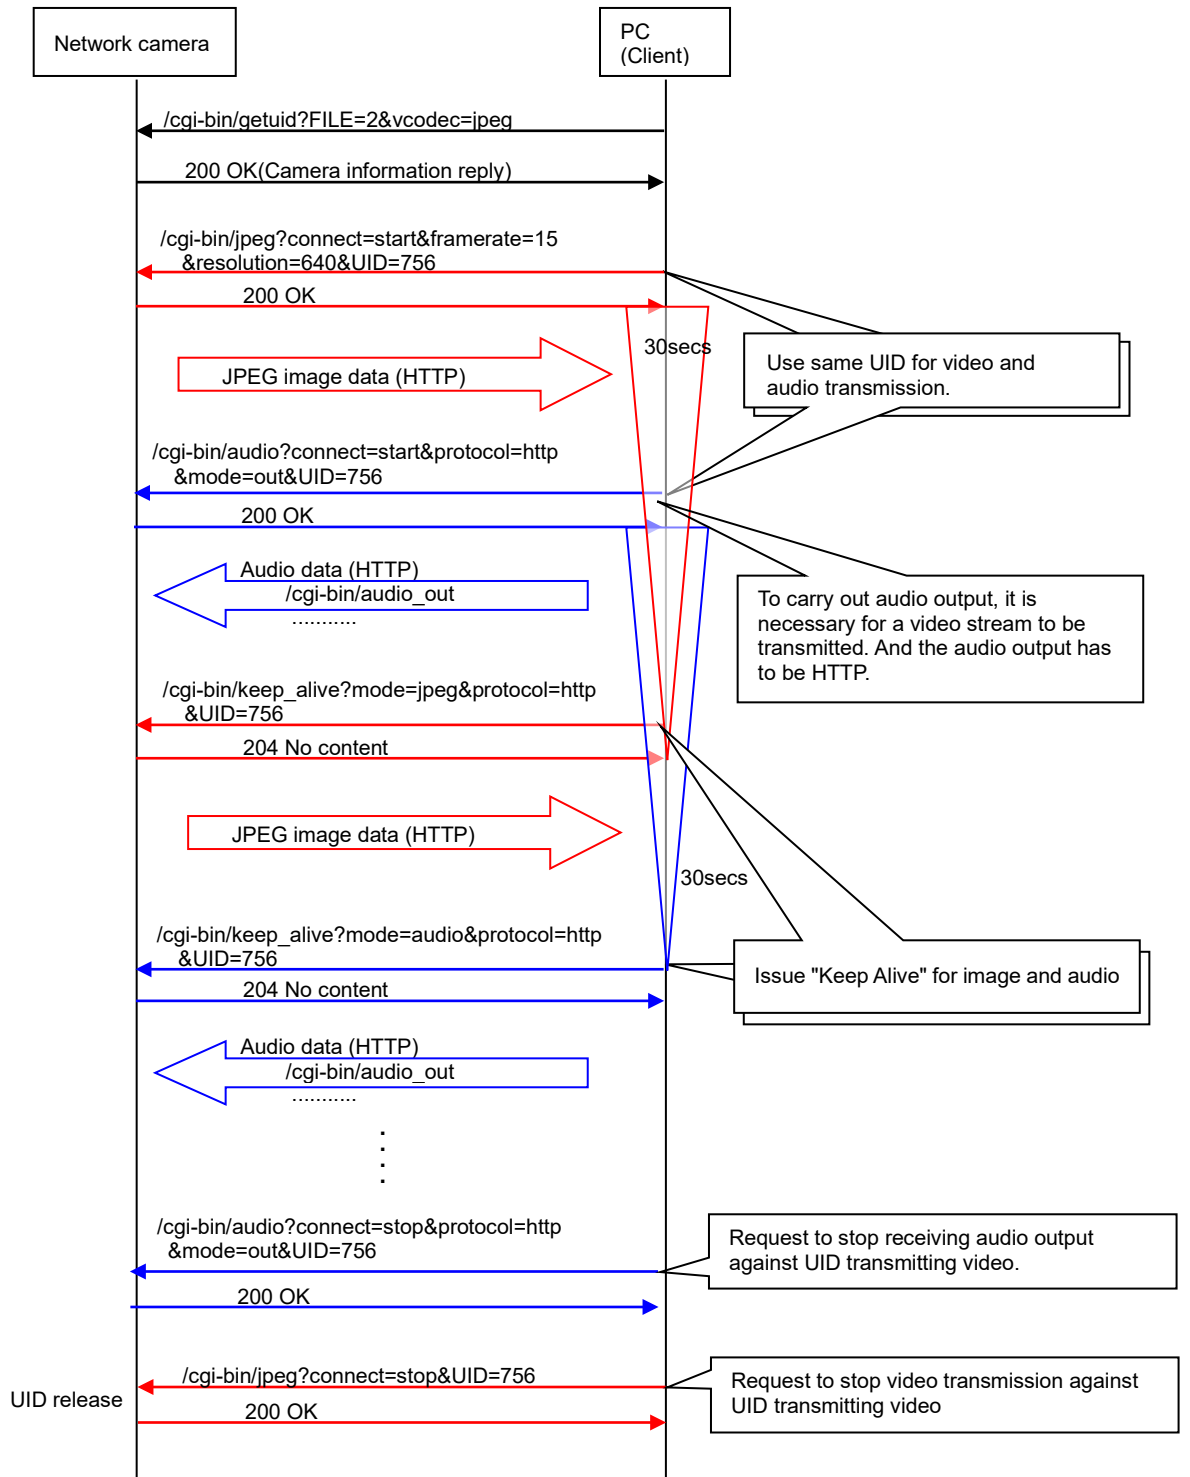 Network camera
PC
(Client)
/cgi-bin/getuid?FILE=2&vcodec=jpeg
200 OK(Camera information reply)
/cgi-bin/jpeg?connect=start&framerate=15
&resolution=640&UID=756
200 OK
30secs
JPEG image data (HTTP)
Use same UID for video and
audio transmission.
/cgi-bin/audio?connect=start&protocol=http
&mode=out&UID=756
200 OK
Audio data (HTTP)
/cgi-bin/audio_out
...........
To carry out audio output, it is
necessary for a video stream to be
transmitted. And the audio output has
to be HTTP.
/cgi-bin/keep_alive?mode=jpeg&protocol=http
&UID=756
204 No content
JPEG image data (HTTP)
30secs
/cgi-bin/keep_alive?mode=audio&protocol=http
&UID=756
Issue "Keep Alive" for image and audio
204 No content
Audio data (HTTP)
/cgi-bin/audio_out
...........
/cgi-bin/audio?connect=stop&protocol=http
&mode=out&UID=756
Request to stop receiving audio output
against UID transmitting video.
200 OK
/cgi-bin/jpeg?connect=stop&UID=756
Request to stop video transmission against
UID transmitting video
UID release
200 OK